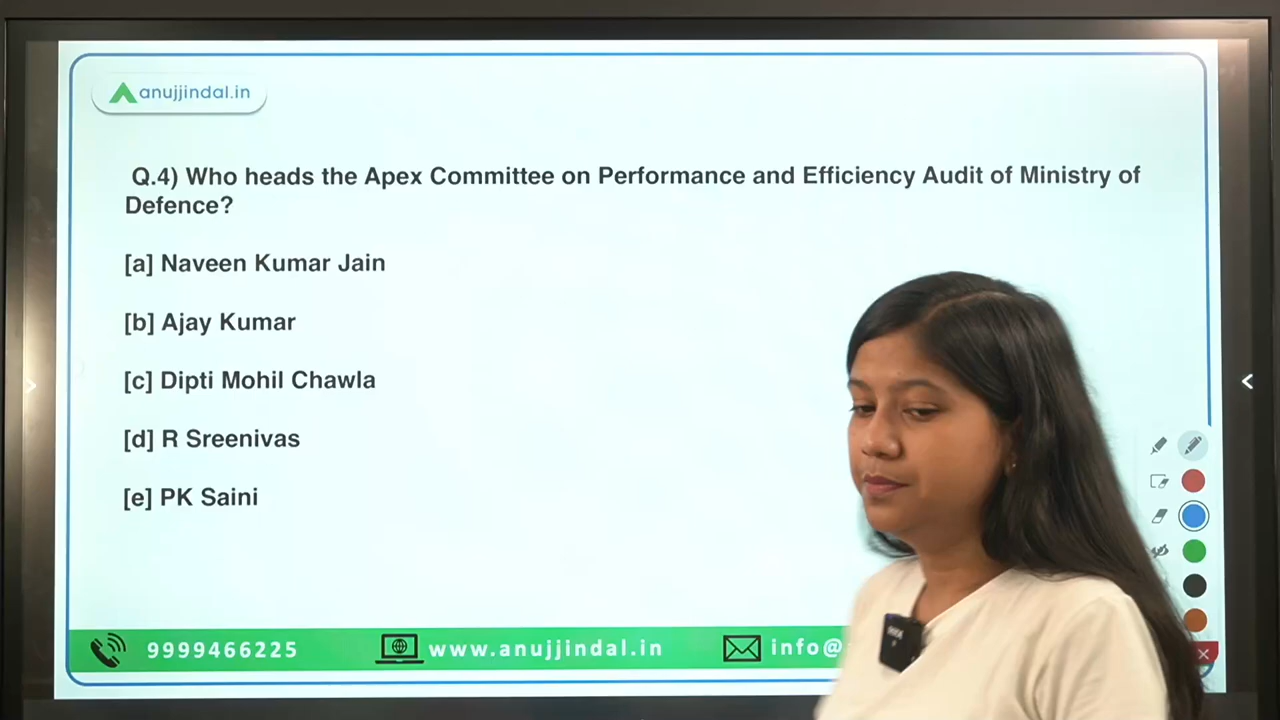 anujjindal.in
Q.4) Who heads the Apex Committee on Performance and Efficiency Audit of Ministry of
Defence?
[a] Naveen Kumar Jain
[b] Ajay Kumar
[c] Dipti Mohil Chawla
[d] R Sreenivas
[e] PK Saini
9999466225
www.anujjindal.in
info@